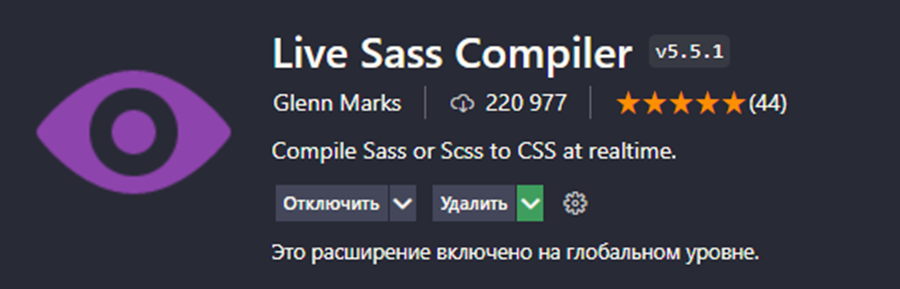 Live Sass Compiler v5.5.1
Glenn Marks 220 977 (44)
Compile Sass or Scss to CSS at realtime.
Отключить Удалить
Это расширение включено на глобальном уровне.